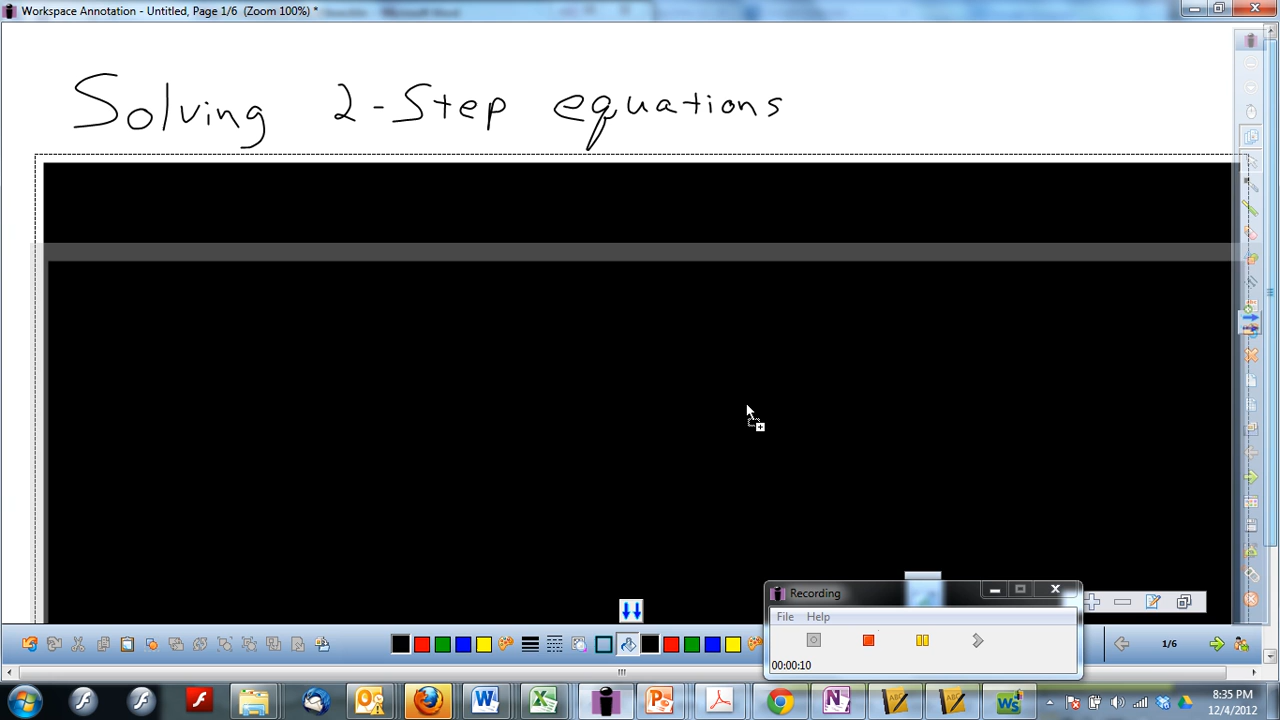 Workspace Annotation - Untitled, Page 1/6 (Zoom 100%) *
Solving 2-Step equations
Recording
File Help
00:00:10
1/6
8:35 PM
12/4/2012